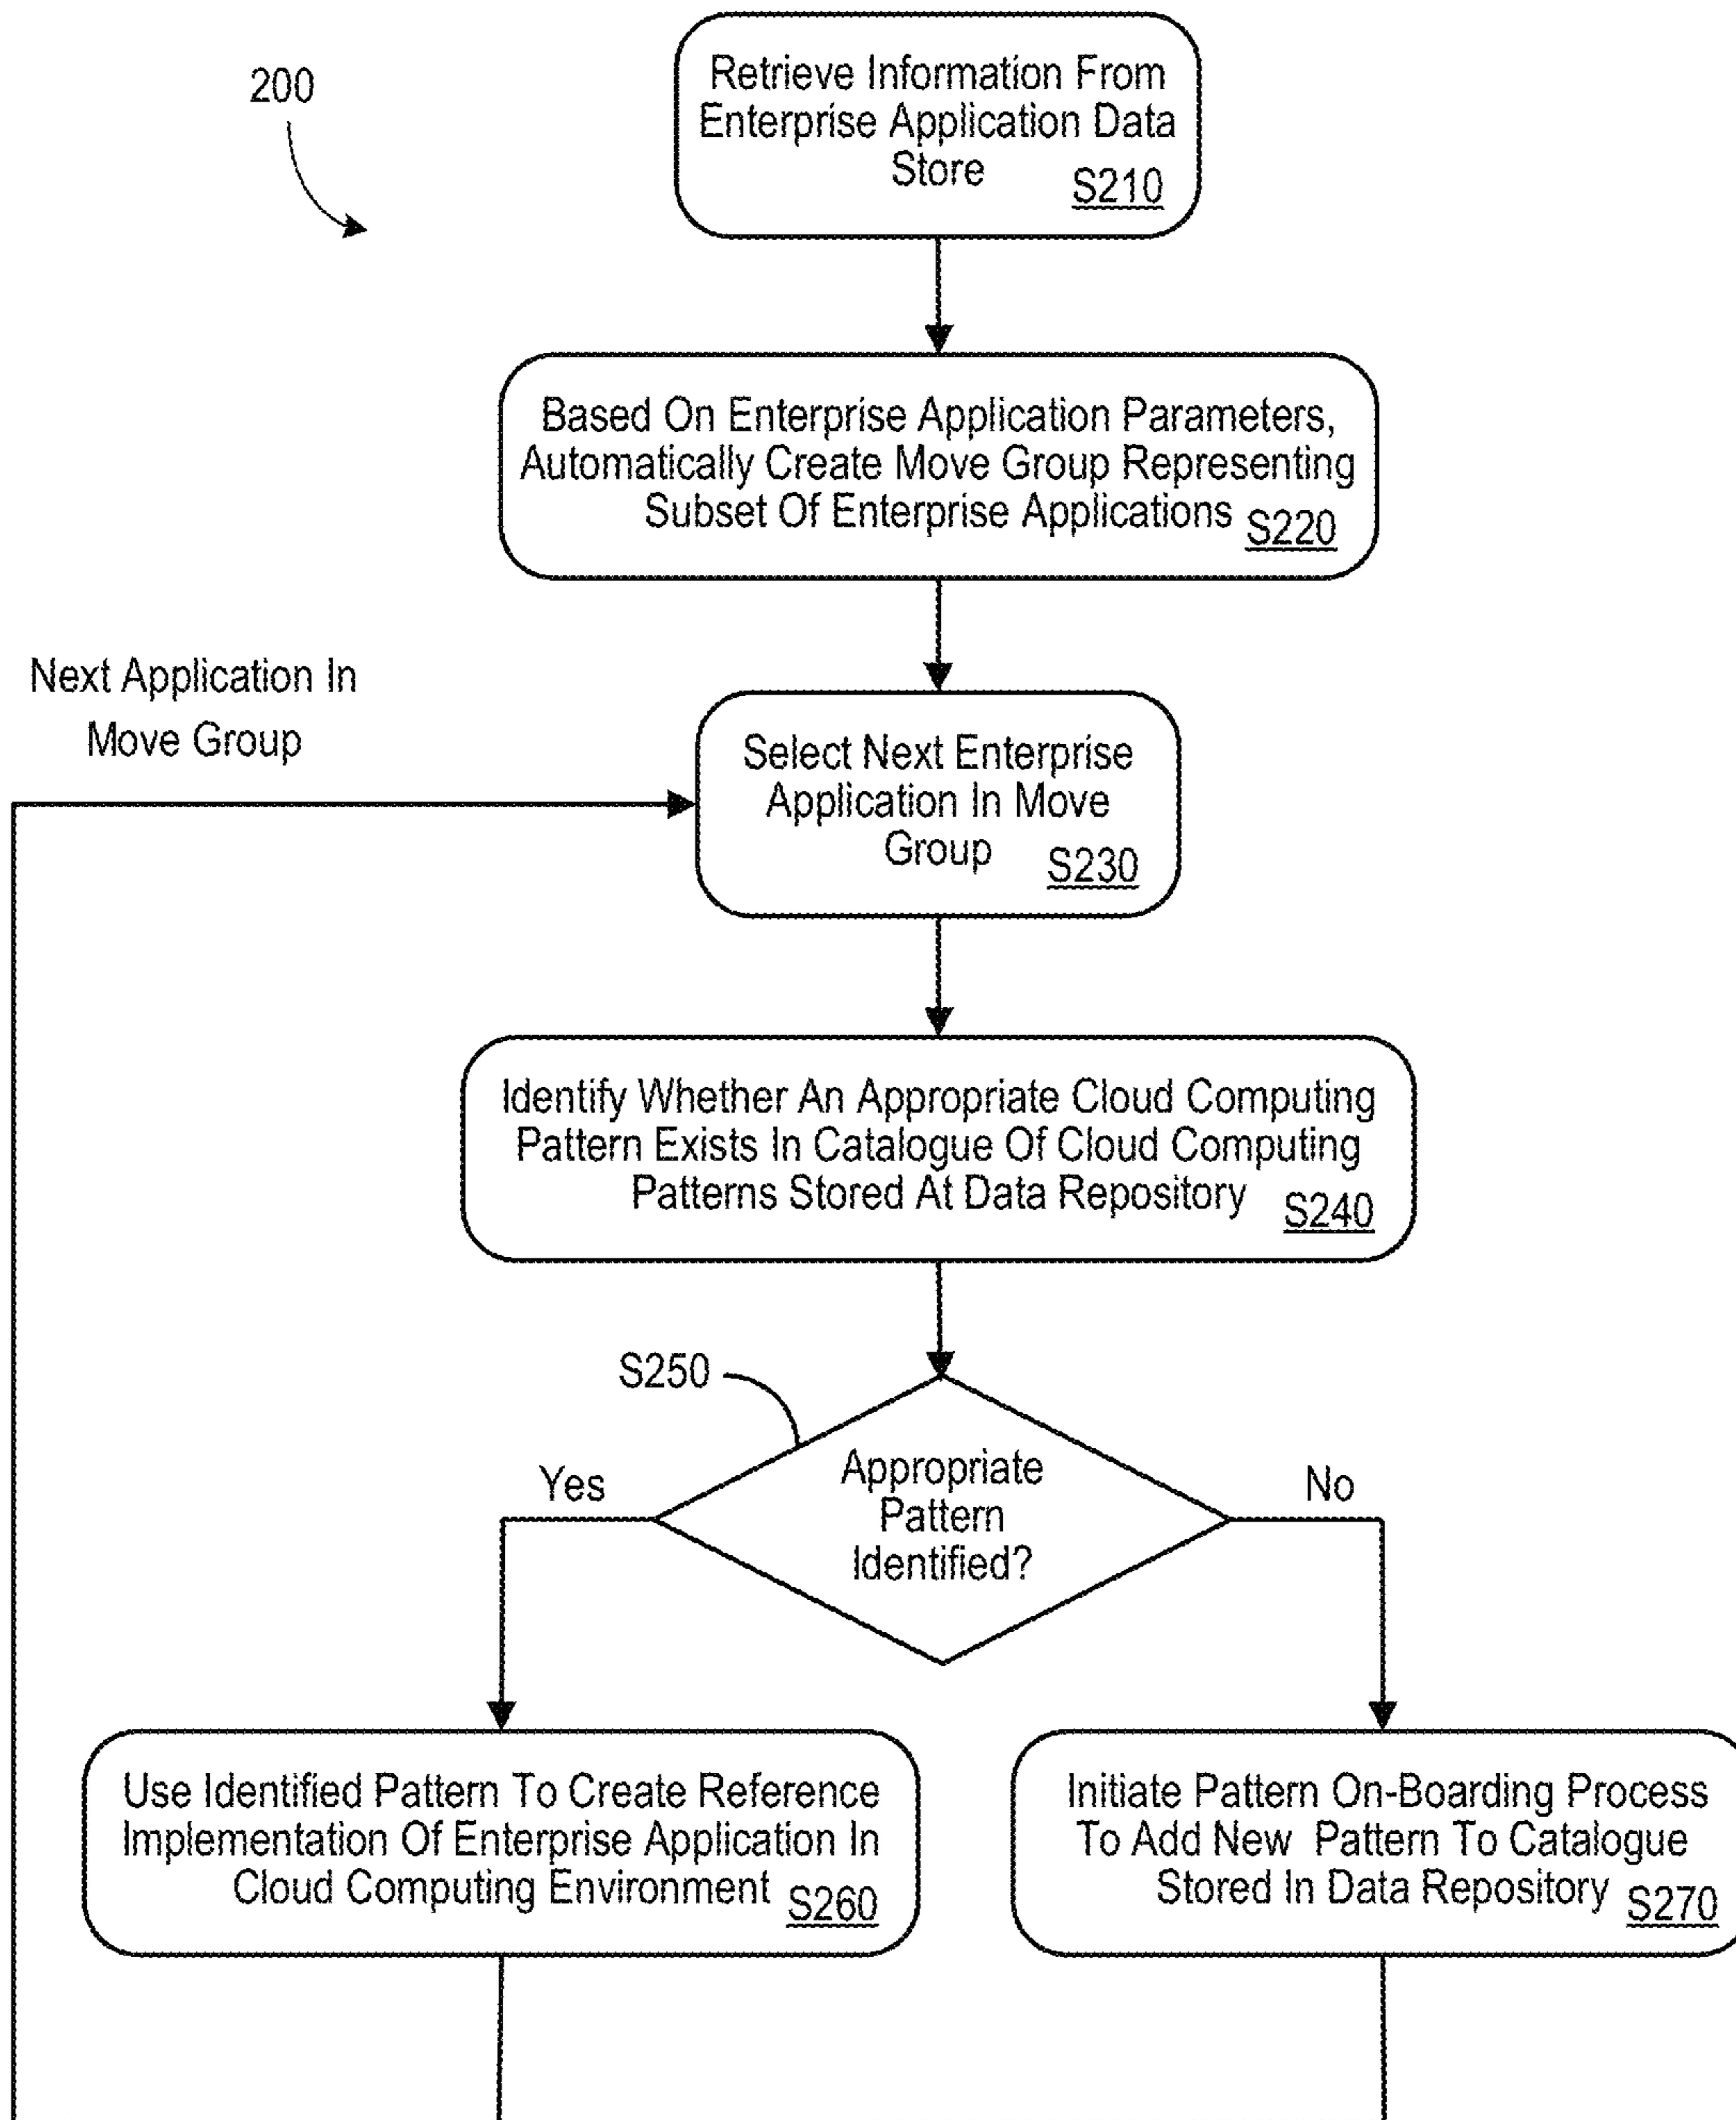 200
Retrieve Information From
Enterprise Application Data
Store S210
Based On Enterprise Application Parameters,
Automatically Create Move Group Representing
Subset Of Enterprise Applications S220
Next Application In
Move Group
Select Next Enterprise
Application In Move
Group S230
Identify Whether An Appropriate Cloud Computing
Pattern Exists In Catalogue Of Cloud Computing
Patterns Stored At Data Repository S240
S250
Appropriate
Pattern
Identified?
Yes
No
Use Identified Pattern To Create Reference
Implementation Of Enterprise Application In
Cloud Computing Environment S260
Initiate Pattern On-Boarding Process
To Add New Pattern To Catalogue
Stored In Data Repository S270